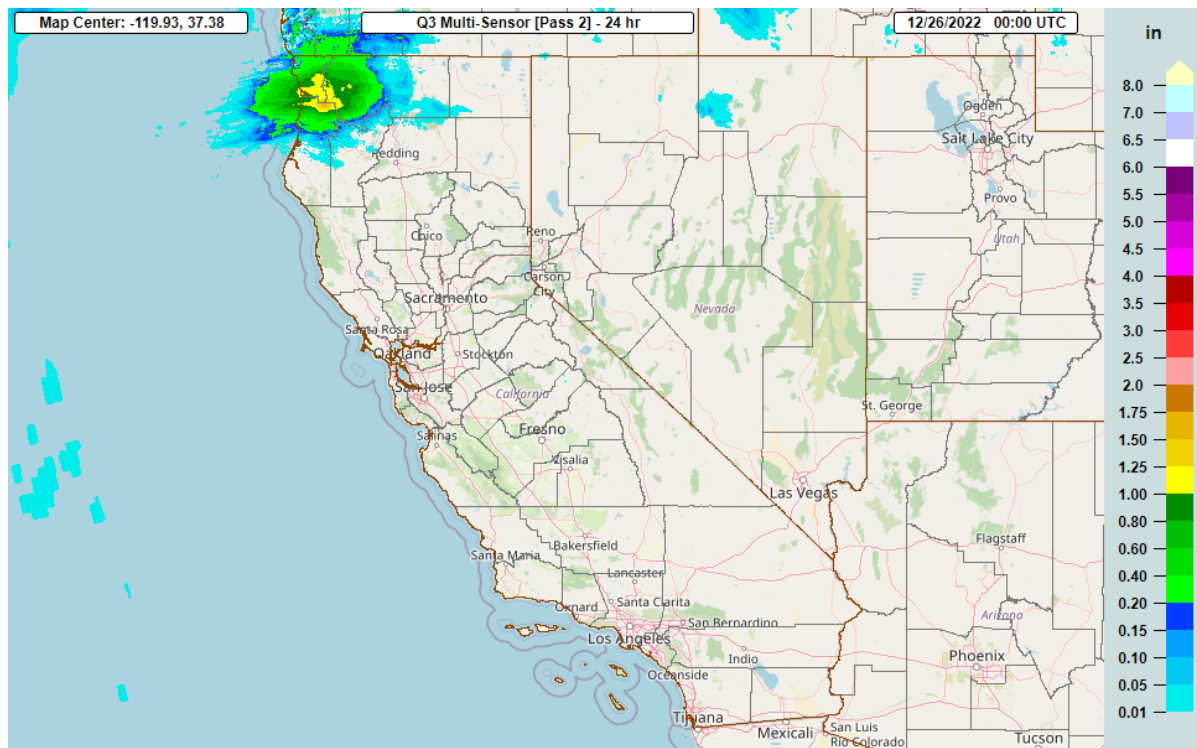 Map Center: -119.93, 37.38
Q3 Multi-Sensor [Pass 2] - 24 hr
12/26/2022 00:00 UTC
in
8.0
7.0
6.5
6.0
5.5
5.0
4.5
4.0
3.5
3.0
2.5
2.0
1.75
1.50
1.25
1.00
0.80
0.60
0.40
0.20
0.15
0.10
0.05
0.01
Ogden
Salt Lake City
Provo
Utah
Redding
Chico
Reno
Carson
City
Sacramento
Nevada
Santa Rosa
Oakland
Stockton
San Jose
California
St. George
Salinas
Fresno
Visalia
Las Vegas
Flagstaff
Santa Maria
Bakersfield
Lancaster
Oxnard
Santa Clarita
San Bernardino
Arizona
Los Angeles
Indio
Phoenix
Oceanside
Tijuana
Mexicali
San Luis
Río Colorado
Tucson